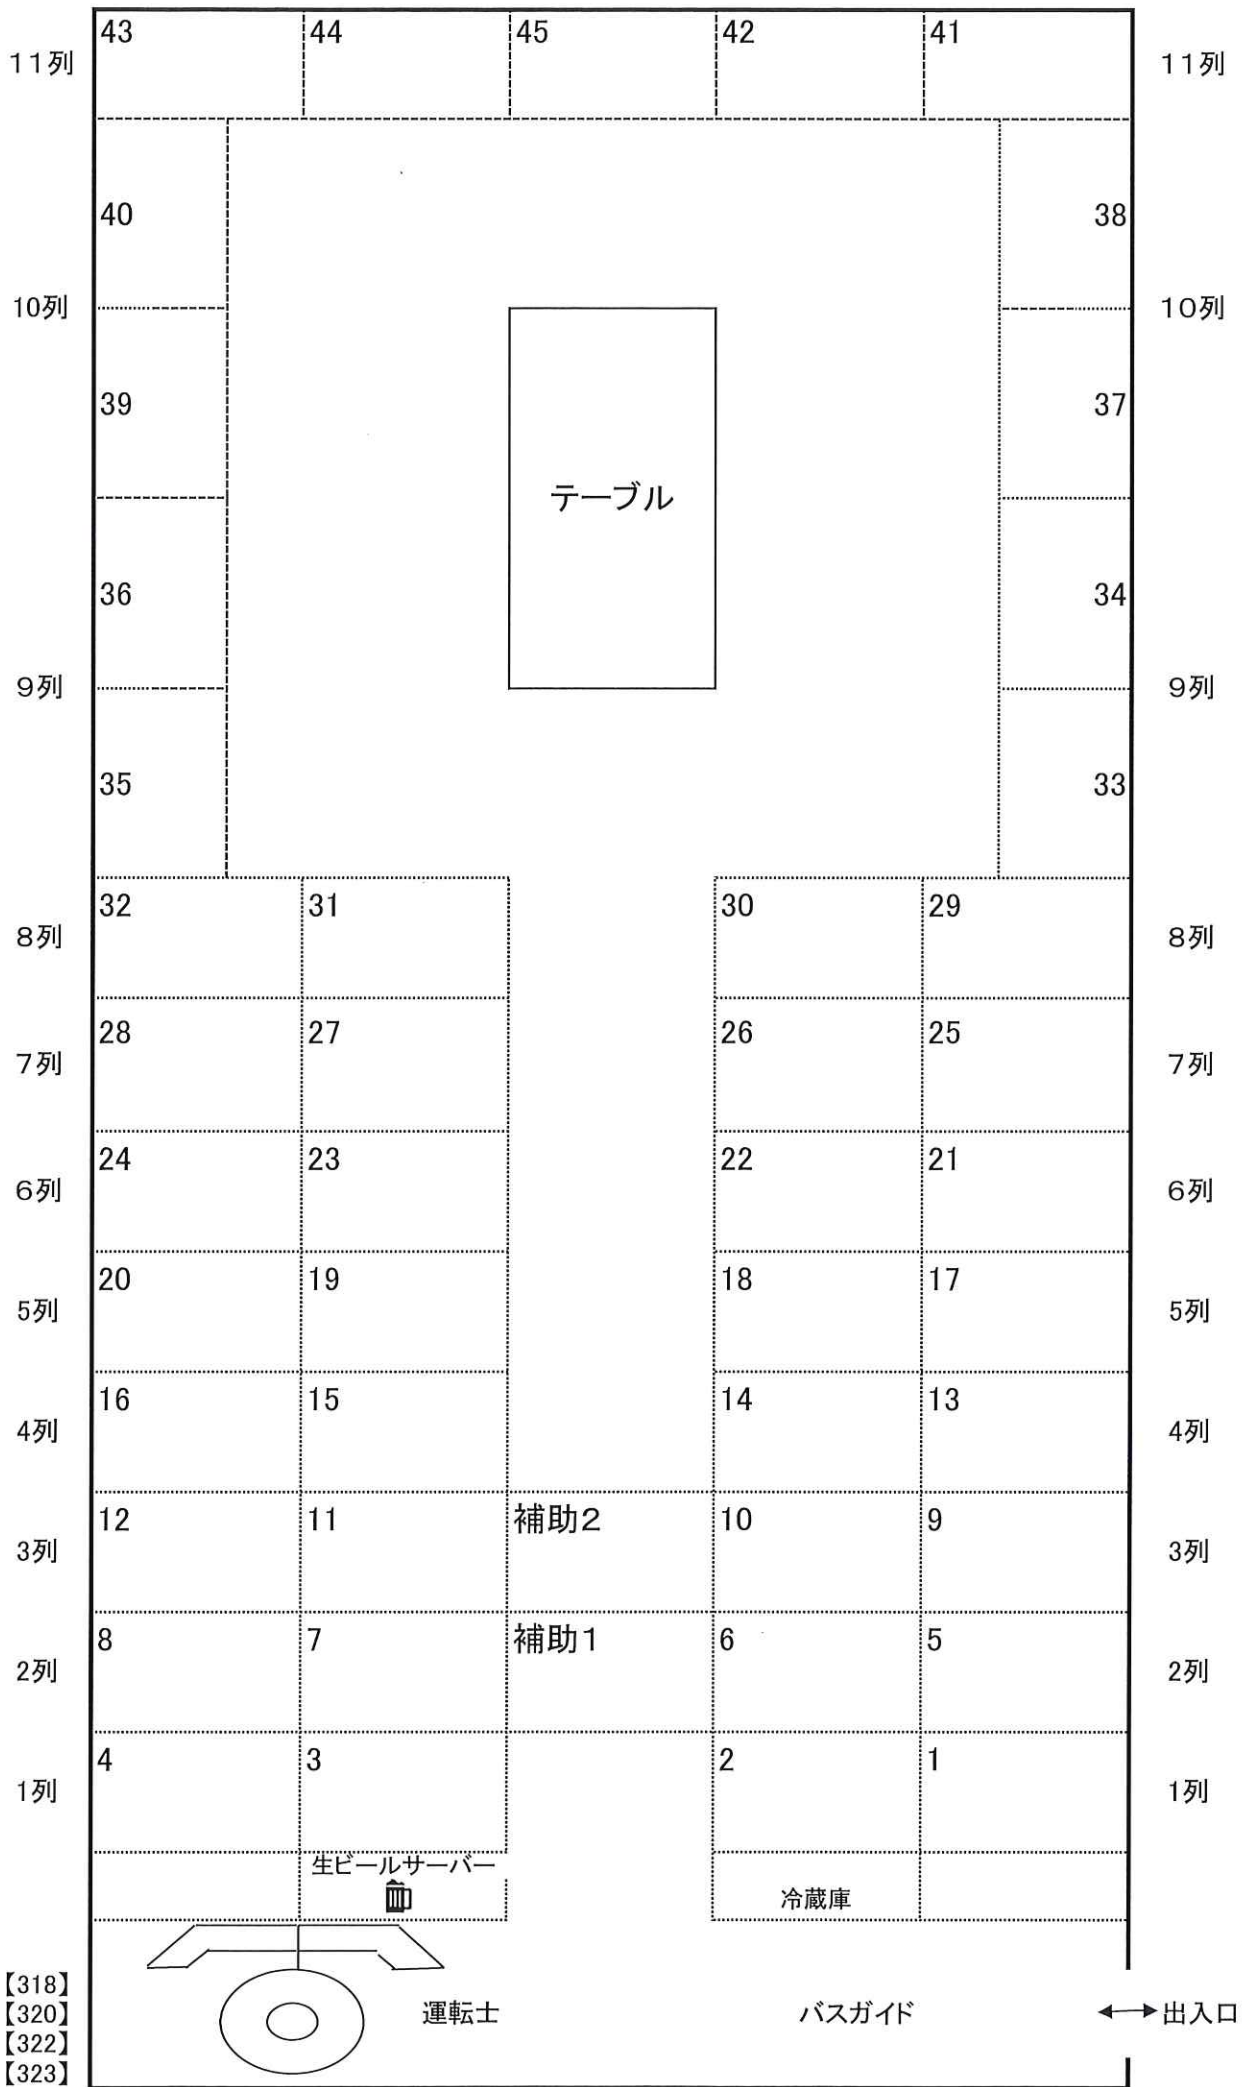 43 44 45 42 41
11列 11列
40 38
10列 10列
39 37
テーブル
36 34
9列 9列
35 33
32 31 30 29
8列 8列
28 27 26 25
7列 7列
24 23 22 21
6列 6列
20 19 18 17
5列 5列
16 15 14 13
4列 4列
12 11 補助2 10 9
3列 3列
8 7 補助1 6 5
2列 2列
4 3 2 1
1列 1列
生ビールサーバー
冷蔵庫
【318】
【320】 運転士 バスガイド 出入口
【322】
【323】